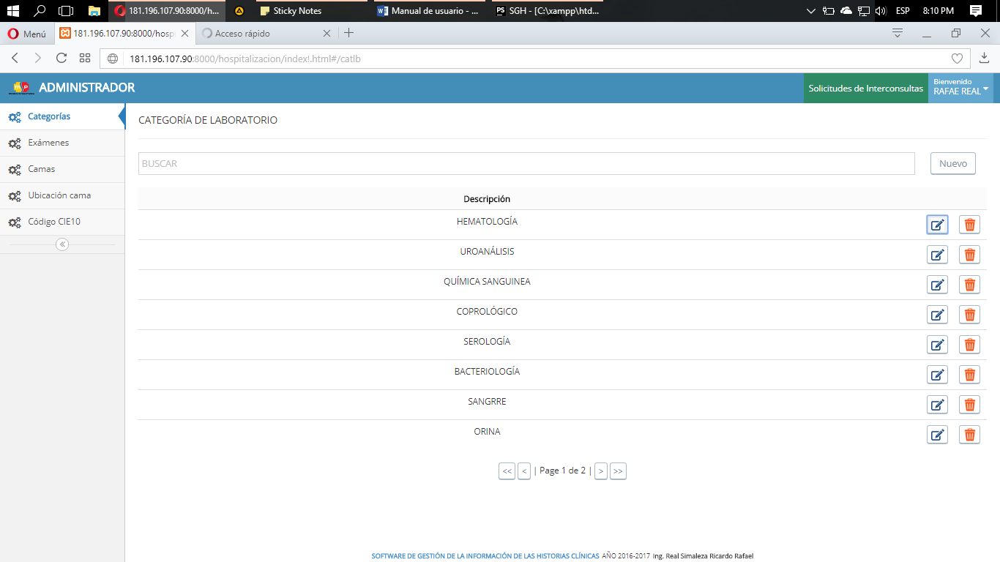 181.196.107.90:8000/h...
Sticky Notes
Manual de usuario - ...
PS SGH - [C:\xampp\htd...
ESP
8:10 PM
Menú
181.196.107.90:8000/hospi
Acceso rápido
181.196.107.90:8000/hospitalizacion/index!.html#/catlb
ADMINISTRADOR
Solicitudes de Interconsultas
Bienvenido
RAFAE REAL
Categorías
Exámenes
Camas
Ubicación cama
Código CIE10
CATEGORÍA DE LABORATORIO
BUSCAR
Nuevo
Descripción
HEMATOLOGÍA
UROANÁLISIS
QUÍMICA SANGUINEA
COPROLÓGICO
SEROLOGÍA
BACTERIOLOGÍA
SANGRRE
ORINA
<< < | Page 1 de 2 | > >>
SOFTWARE DE GESTIÓN DE LA INFORMACIÓN DE LAS HISTORIAS CLÍNICAS AÑO 2016-2017 Ing. Real Simaleza Ricardo Rafael